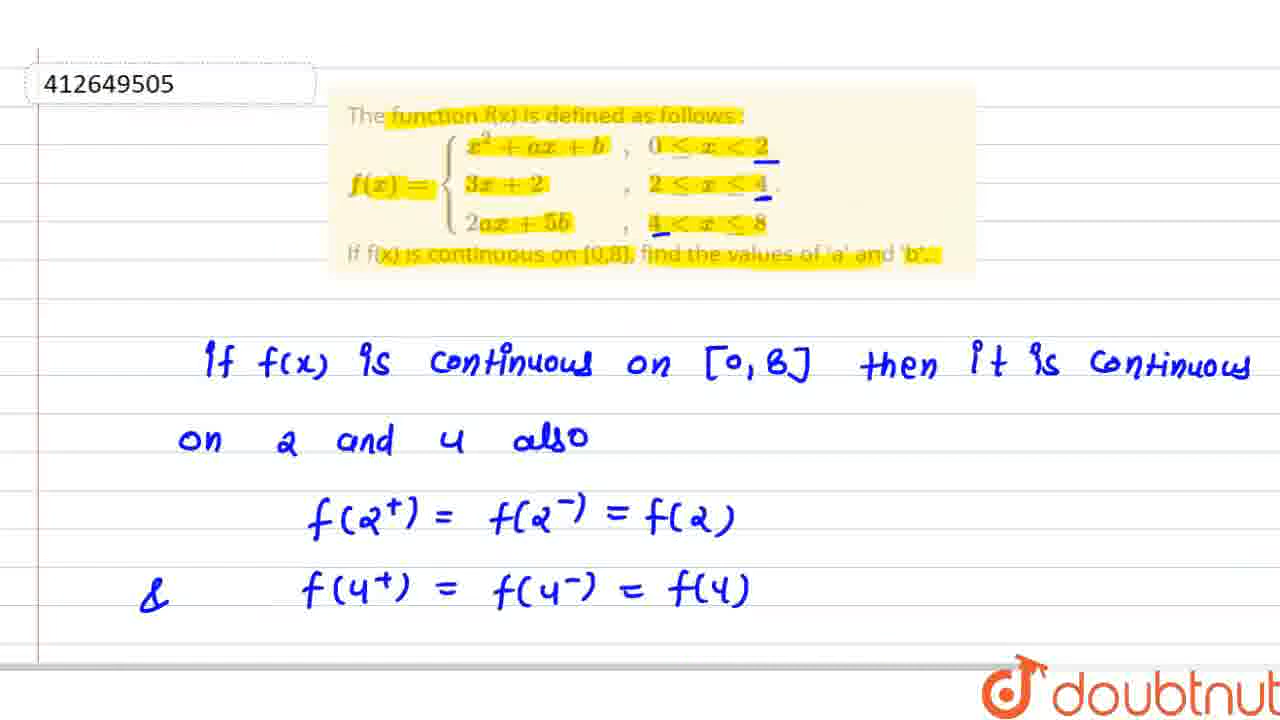 412649505
The function f(x) is defined as follows :
f(x) = { x² + ax + b , 0 ≤ x < 2
3x + 2 , 2 ≤ x ≤ 4 .
2ax + 5b , 4 < x ≤ 8
If f(x) is continuous on [0,8], find the values of 'a' and 'b'..
If f(x) is continuous on [0, 8] then it is continuous
on 2 and 4 also
f(2⁺) = f(2⁻) = f(2)
& f(4⁺) = f(4⁻) = f(4)
doubtnut